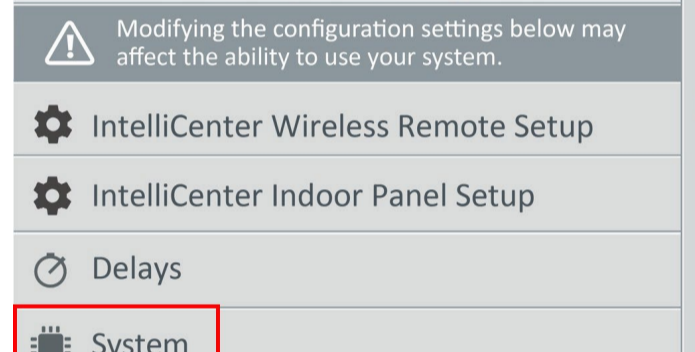 Modifying the configuration settings below may
affect the ability to use your system.
IntelliCenter Wireless Remote Setup
IntelliCenter Indoor Panel Setup
Delays
System